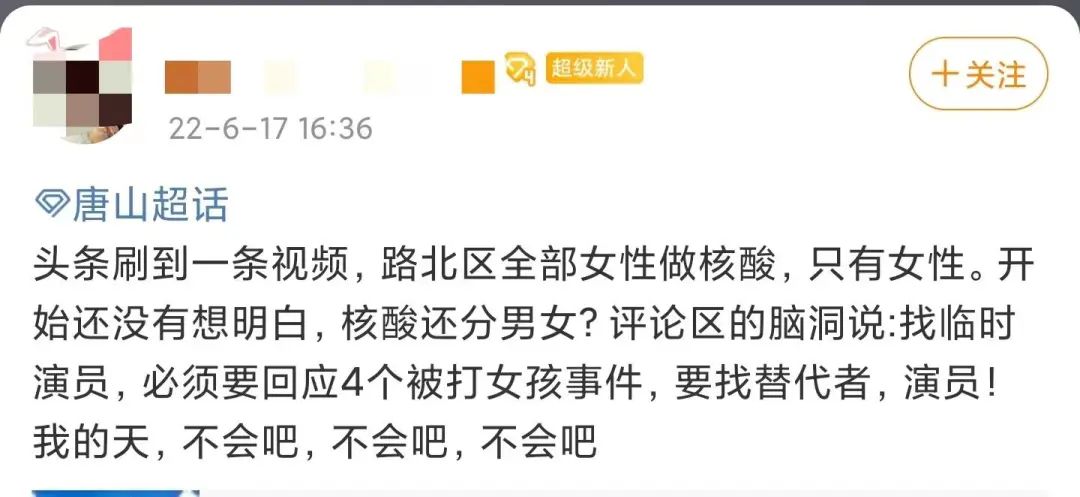 超级新人
+关注
22-6-17 16:36
唐山超话
头条刷到一条视频，路北区全部女性做核酸，只有女性。开
始还没有想明白，核酸还分男女？评论区的脑洞说:找临时
演员，必须要回应4个被打女孩事件，要找替代者，演员！
我的天，不会吧，不会吧，不会吧